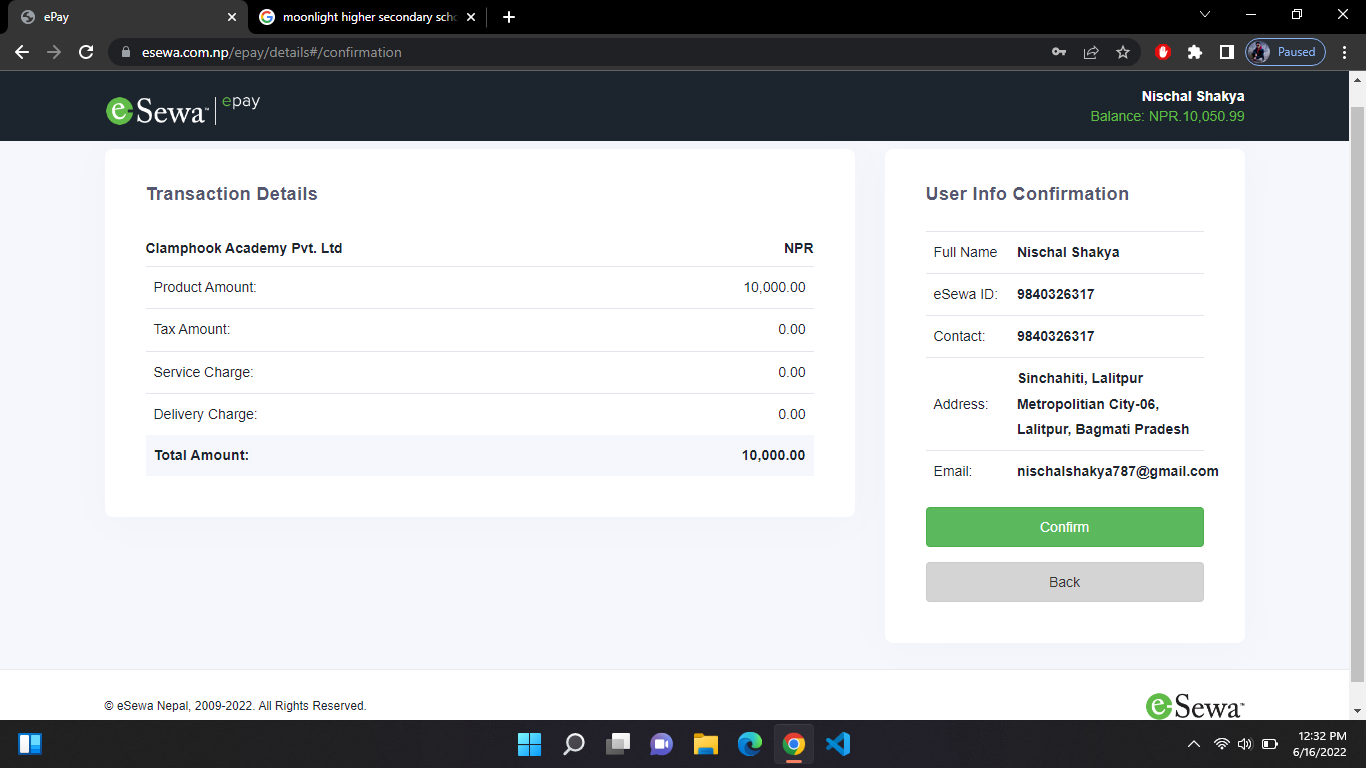 ePay
moonlight higher secondary scho
esewa.com.np/epay/details#/confirmation
Paused
eSewa™ epay
Nischal Shakya
Balance: NPR.10,050.99
Transaction Details
Clamphook Academy Pvt. Ltd NPR
Product Amount: 10,000.00
Tax Amount: 0.00
Service Charge: 0.00
Delivery Charge: 0.00
Total Amount: 10,000.00
User Info Confirmation
Full Name Nischal Shakya
eSewa ID: 9840326317
Contact: 9840326317
Address: Sinchahiti, Lalitpur
Metropolitian City-06,
Lalitpur, Bagmati Pradesh
Email: nischalshakya787@gmail.com
Confirm
Back
© eSewa Nepal, 2009-2022. All Rights Reserved.
eSewa™
12:32 PM
6/16/2022